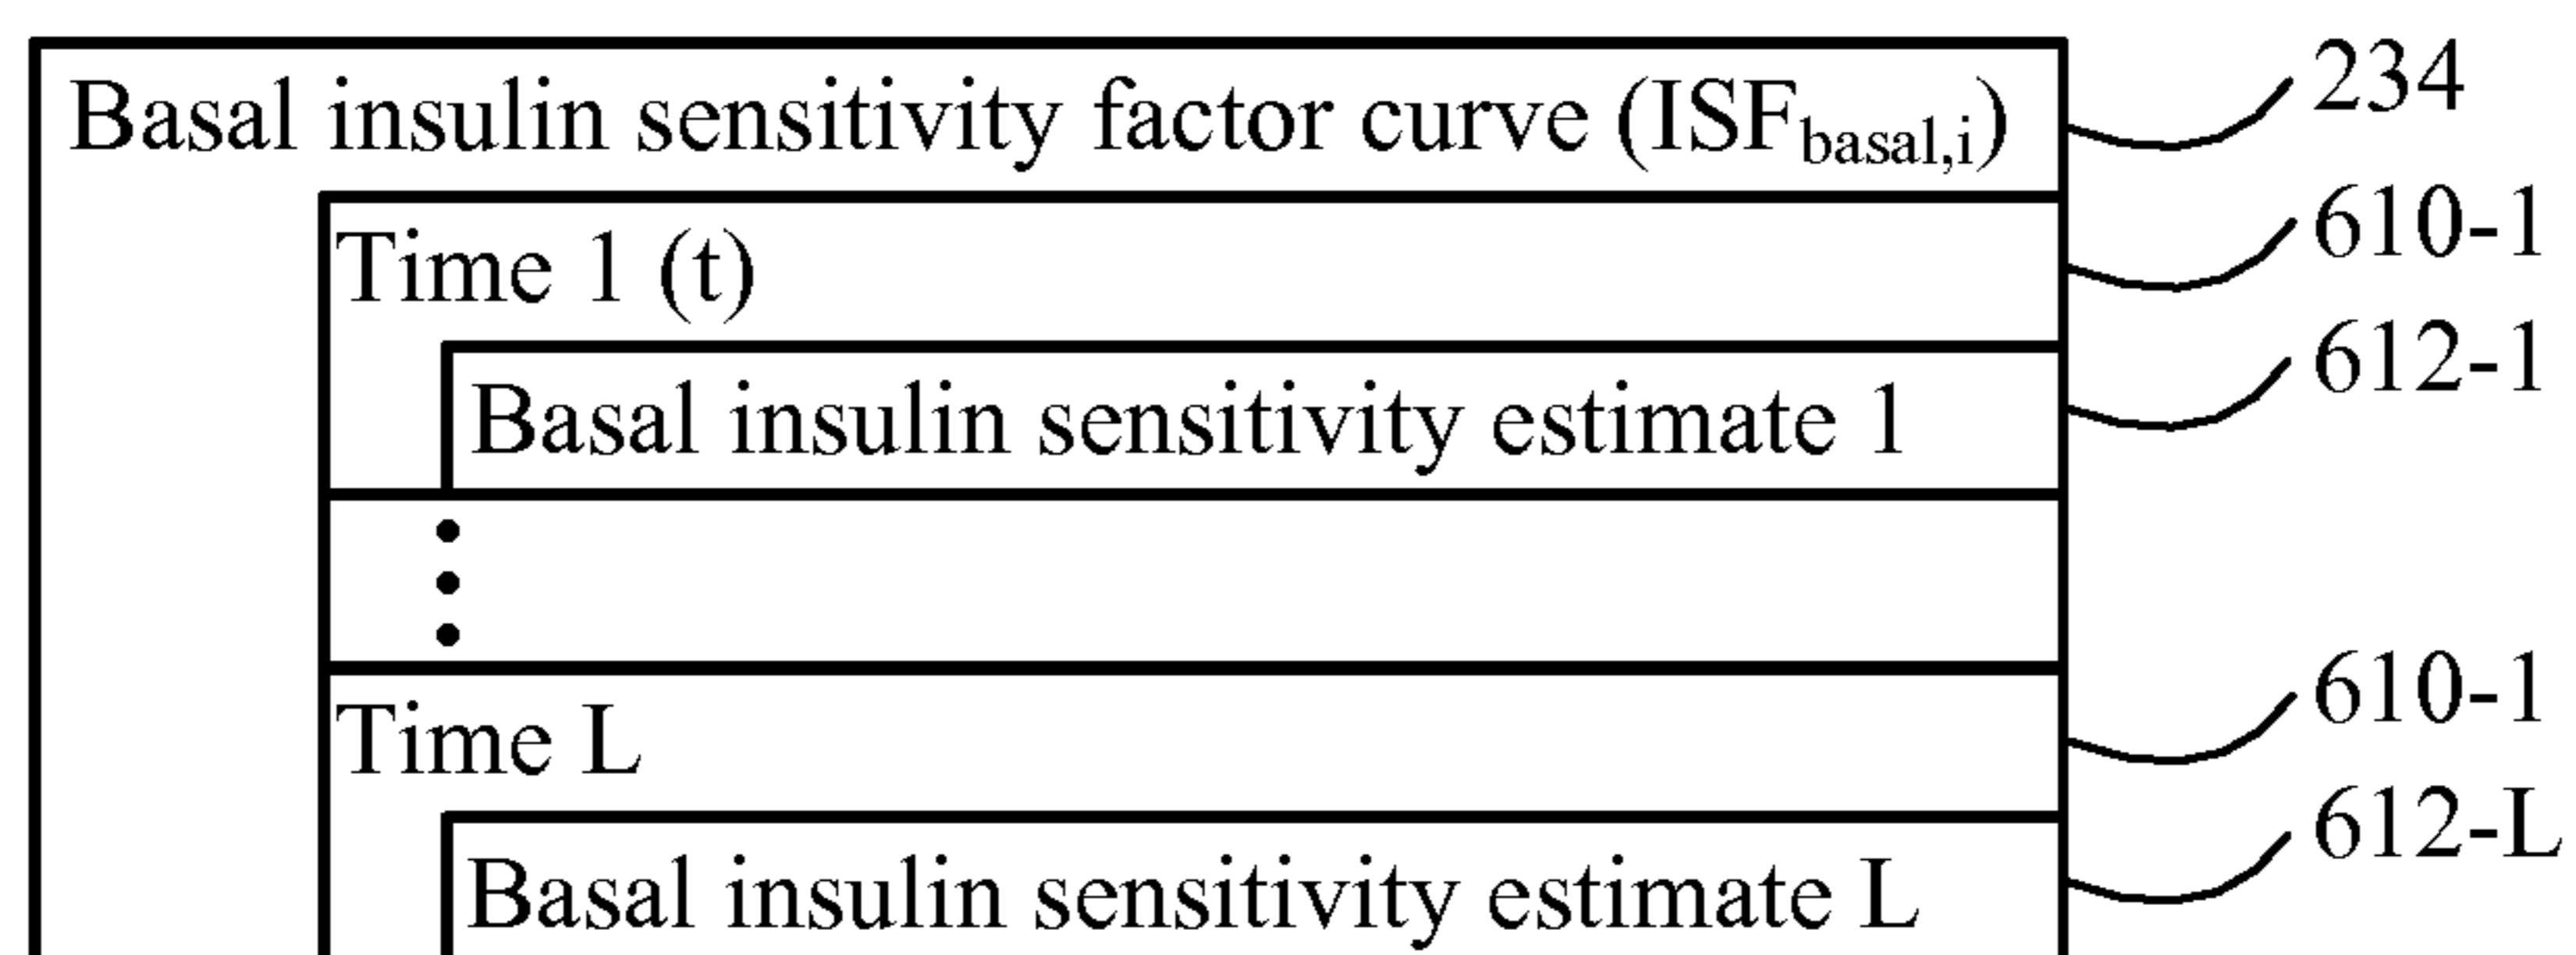 Basal insulin sensitivity factor curve (ISFbasal,i) 234
Time 1 (t) 610-1
Basal insulin sensitivity estimate 1 612-1
Time L 610-1
Basal insulin sensitivity estimate L 612-L